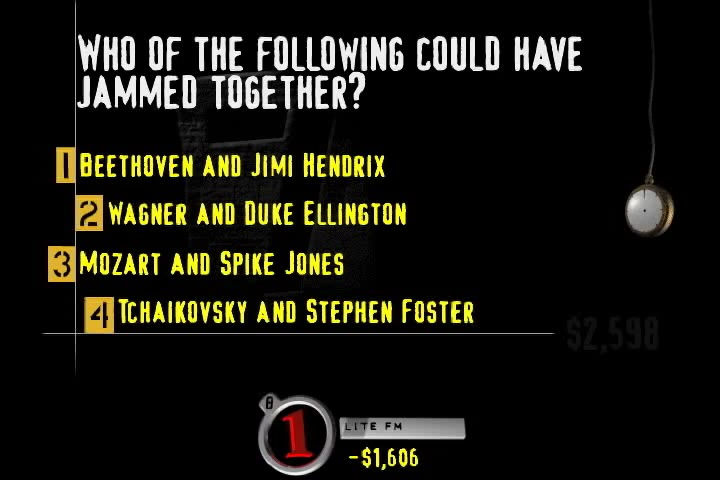 WHO OF THE FOLLOWING COULD HAVE
JAMMED TOGETHER?
1 BEETHOVEN AND JIMI HENDRIX
2 WAGNER AND DUKE ELLINGTON
3 MOZART AND SPIKE JONES
4 TCHAIKOVSKY AND STEPHEN FOSTER
$2,598
8
1 LITE FM
-$1,606